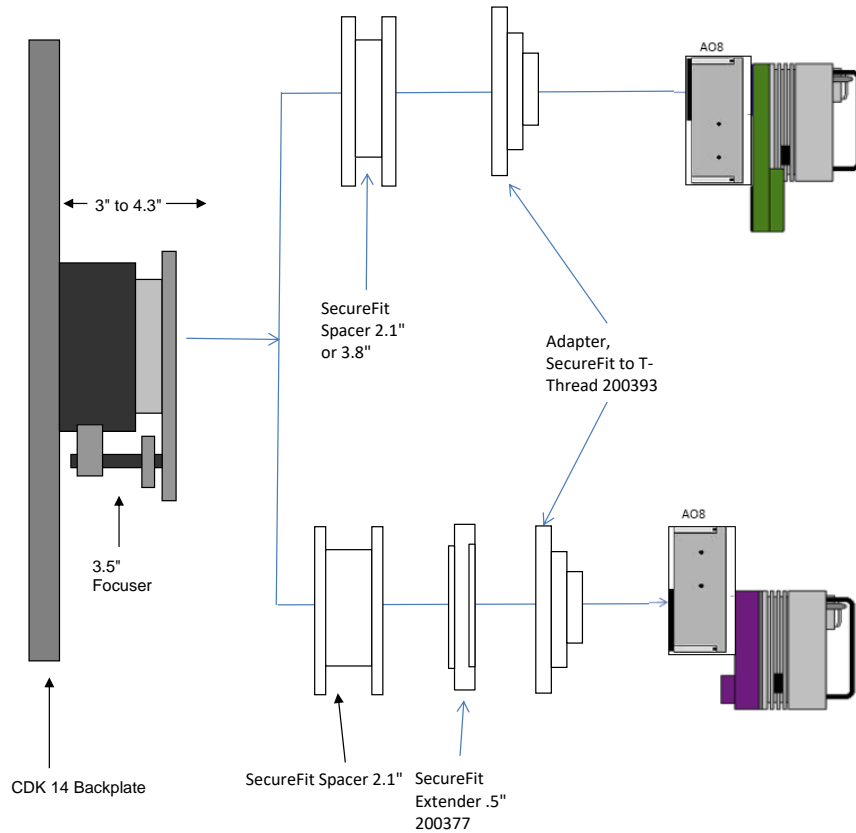 AO8
3" to 4.3"
SecureFit
Spacer 2.1"
or 3.8"
Adapter,
SecureFit to T-
Thread 200393
3.5"
Focuser
AO8
CDK 14 Backplate
SecureFit Spacer 2.1"
SecureFit
Extender .5"
200377